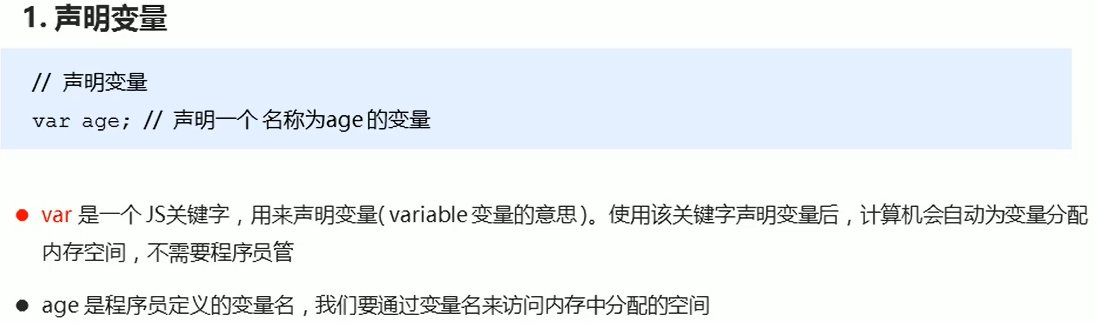 1. 声明变量
// 声明变量
var age; // 声明一个 名称为age 的变量
● var 是一个 JS关键字，用来声明变量( variable 变量的意思 )。使用该关键字声明变量后，计算机会自动为变量分配
内存空间，不需要程序员管
● age 是程序员定义的变量名，我们要通过变量名来访问内存中分配的空间